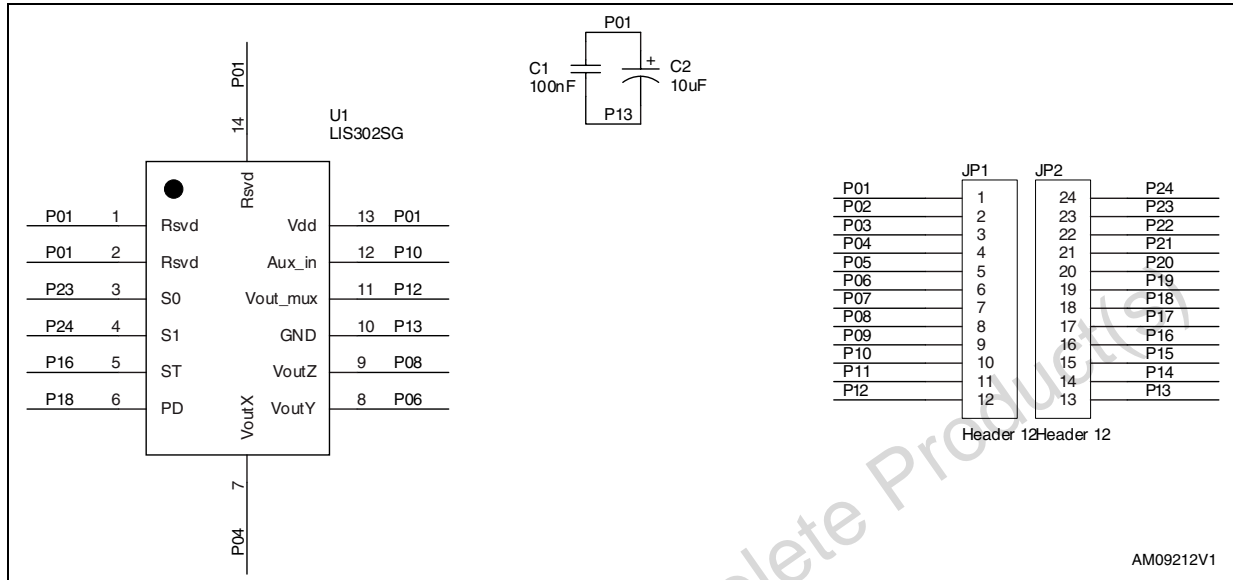 P01
14
Rsvd
U1
LIS302SG
P01 1 Rsvd
P01 2 Rsvd
P23 3 S0
P24 4 S1
P16 5 ST
P18 6 PD
Vdd 13 P01
Aux_in 12 P10
Vout_mux 11 P12
GND 10 P13
VoutZ 9 P08
VoutY 8 P06
VoutX
7
P04
P01
C1
100nF
+ C2
10uF
P13
JP1
P01 1
P02 2
P03 3
P04 4
P05 5
P06 6
P07 7
P08 8
P09 9
P10 10
P11 11
P12 12
Header 12
JP2
24 P24
23 P23
22 P22
21 P21
20 P20
19 P19
18 P18
17 P17
16 P16
15 P15
14 P14
13 P13
Header 12
lete Product(s)
AM09212V1